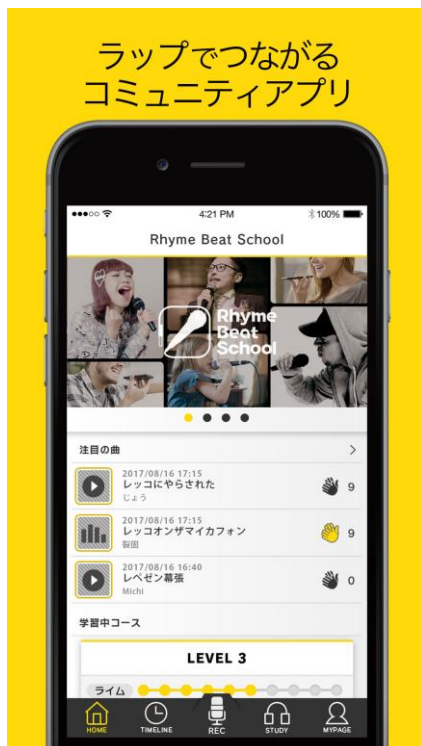 ラップでつながる
コミュニティアプリ
4:21 PM
100%
Rhyme Beat School
Rhyme
Beat
School
注目の曲
2017/08/16 17:15
レッコにやらされた
じょう
9
2017/08/16 17:15
レッコオンザマイカフォン
裂固
9
2017/08/16 16:40
レペゼン幕張
Michi
0
学習中コース
LEVEL 3
ライム
HOME
TIMELINE
REC
STUDY
MYPAGE